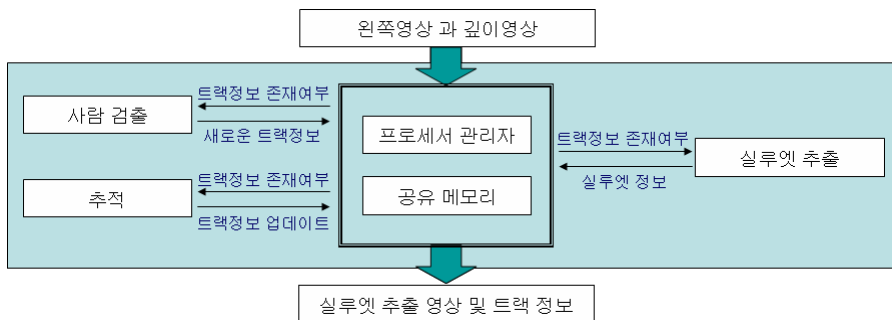 왼쪽영상 과 깊이영상
트랙정보 존재여부
사람 검출
새로운 트랙정보
프로세서 관리자
트랙정보 존재여부
실루엣 추출
실루엣 정보
트랙정보 존재여부
추적
트랙정보 업데이트
공유 메모리
실루엣 추출 영상 및 트랙 정보